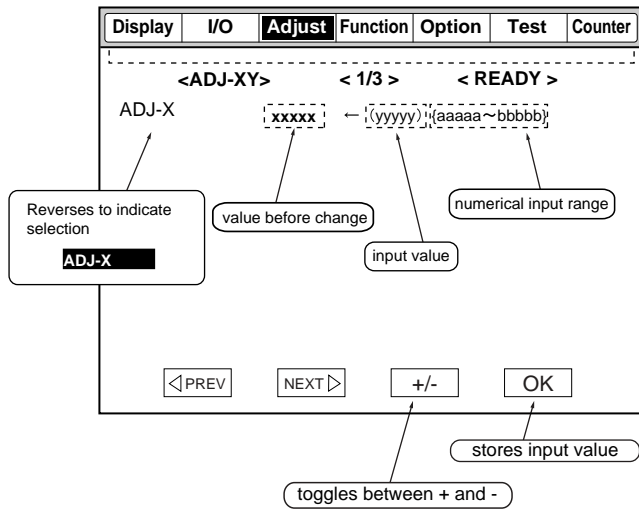 Display I/O Adjust Function Option Test Counter
<ADJ-XY> < 1/3 > < READY >
ADJ-X xxxxx ← (yyyyy) {aaaaa~bbbbb}
Reverses to indicate
selection
ADJ-X
value before change
numerical input range
input value
PREV NEXT +/- OK
stores input value
toggles between + and -